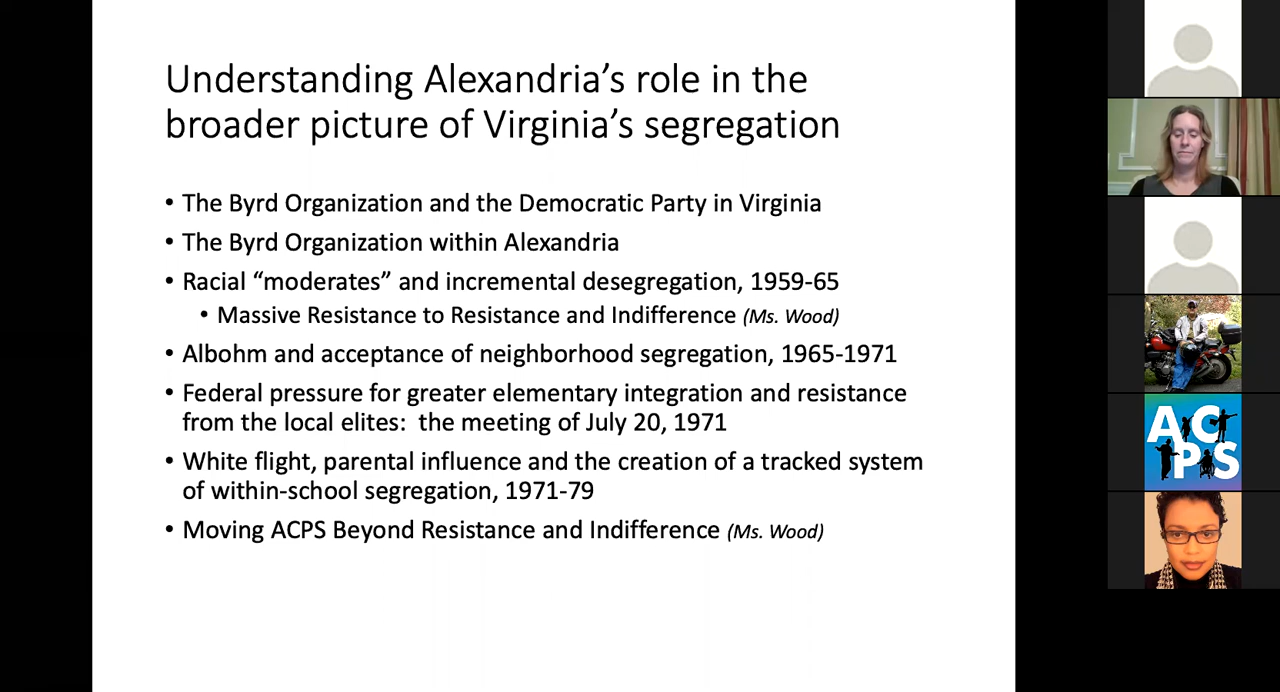 Understanding Alexandria’s role in the
broader picture of Virginia’s segregation
• The Byrd Organization and the Democratic Party in Virginia
• The Byrd Organization within Alexandria
• Racial “moderates” and incremental desegregation, 1959-65
• Massive Resistance to Resistance and Indifference (Ms. Wood)
• Albohm and acceptance of neighborhood segregation, 1965-1971
• Federal pressure for greater elementary integration and resistance
from the local elites:  the meeting of July 20, 1971
• White flight, parental influence and the creation of a tracked system
of within-school segregation, 1971-79
• Moving ACPS Beyond Resistance and Indifference (Ms. Wood)
AC
PS